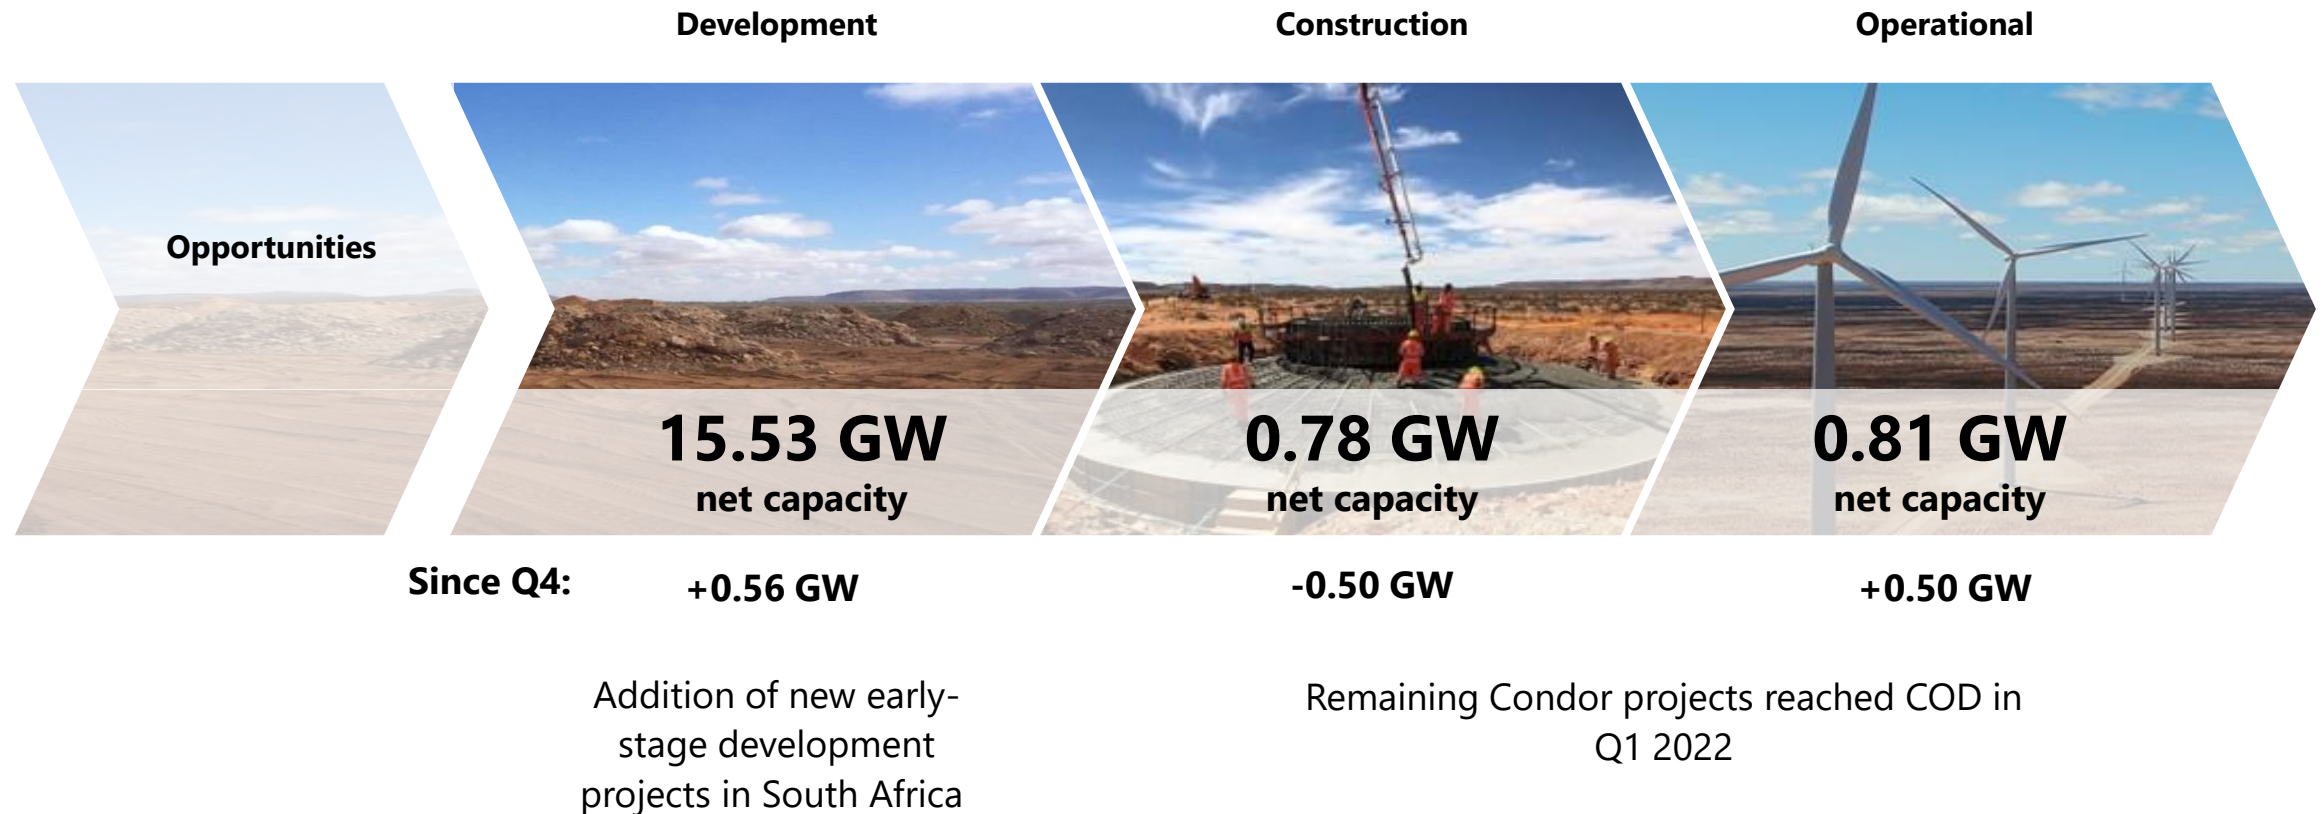 Development
Construction
Operational
Opportunities
15.53 GW
net capacity
0.78 GW
net capacity
0.81 GW
net capacity
Since Q4:
+0.56 GW
-0.50 GW
+0.50 GW
Addition of new early-
stage development
projects in South Africa
Remaining Condor projects reached COD in
Q1 2022